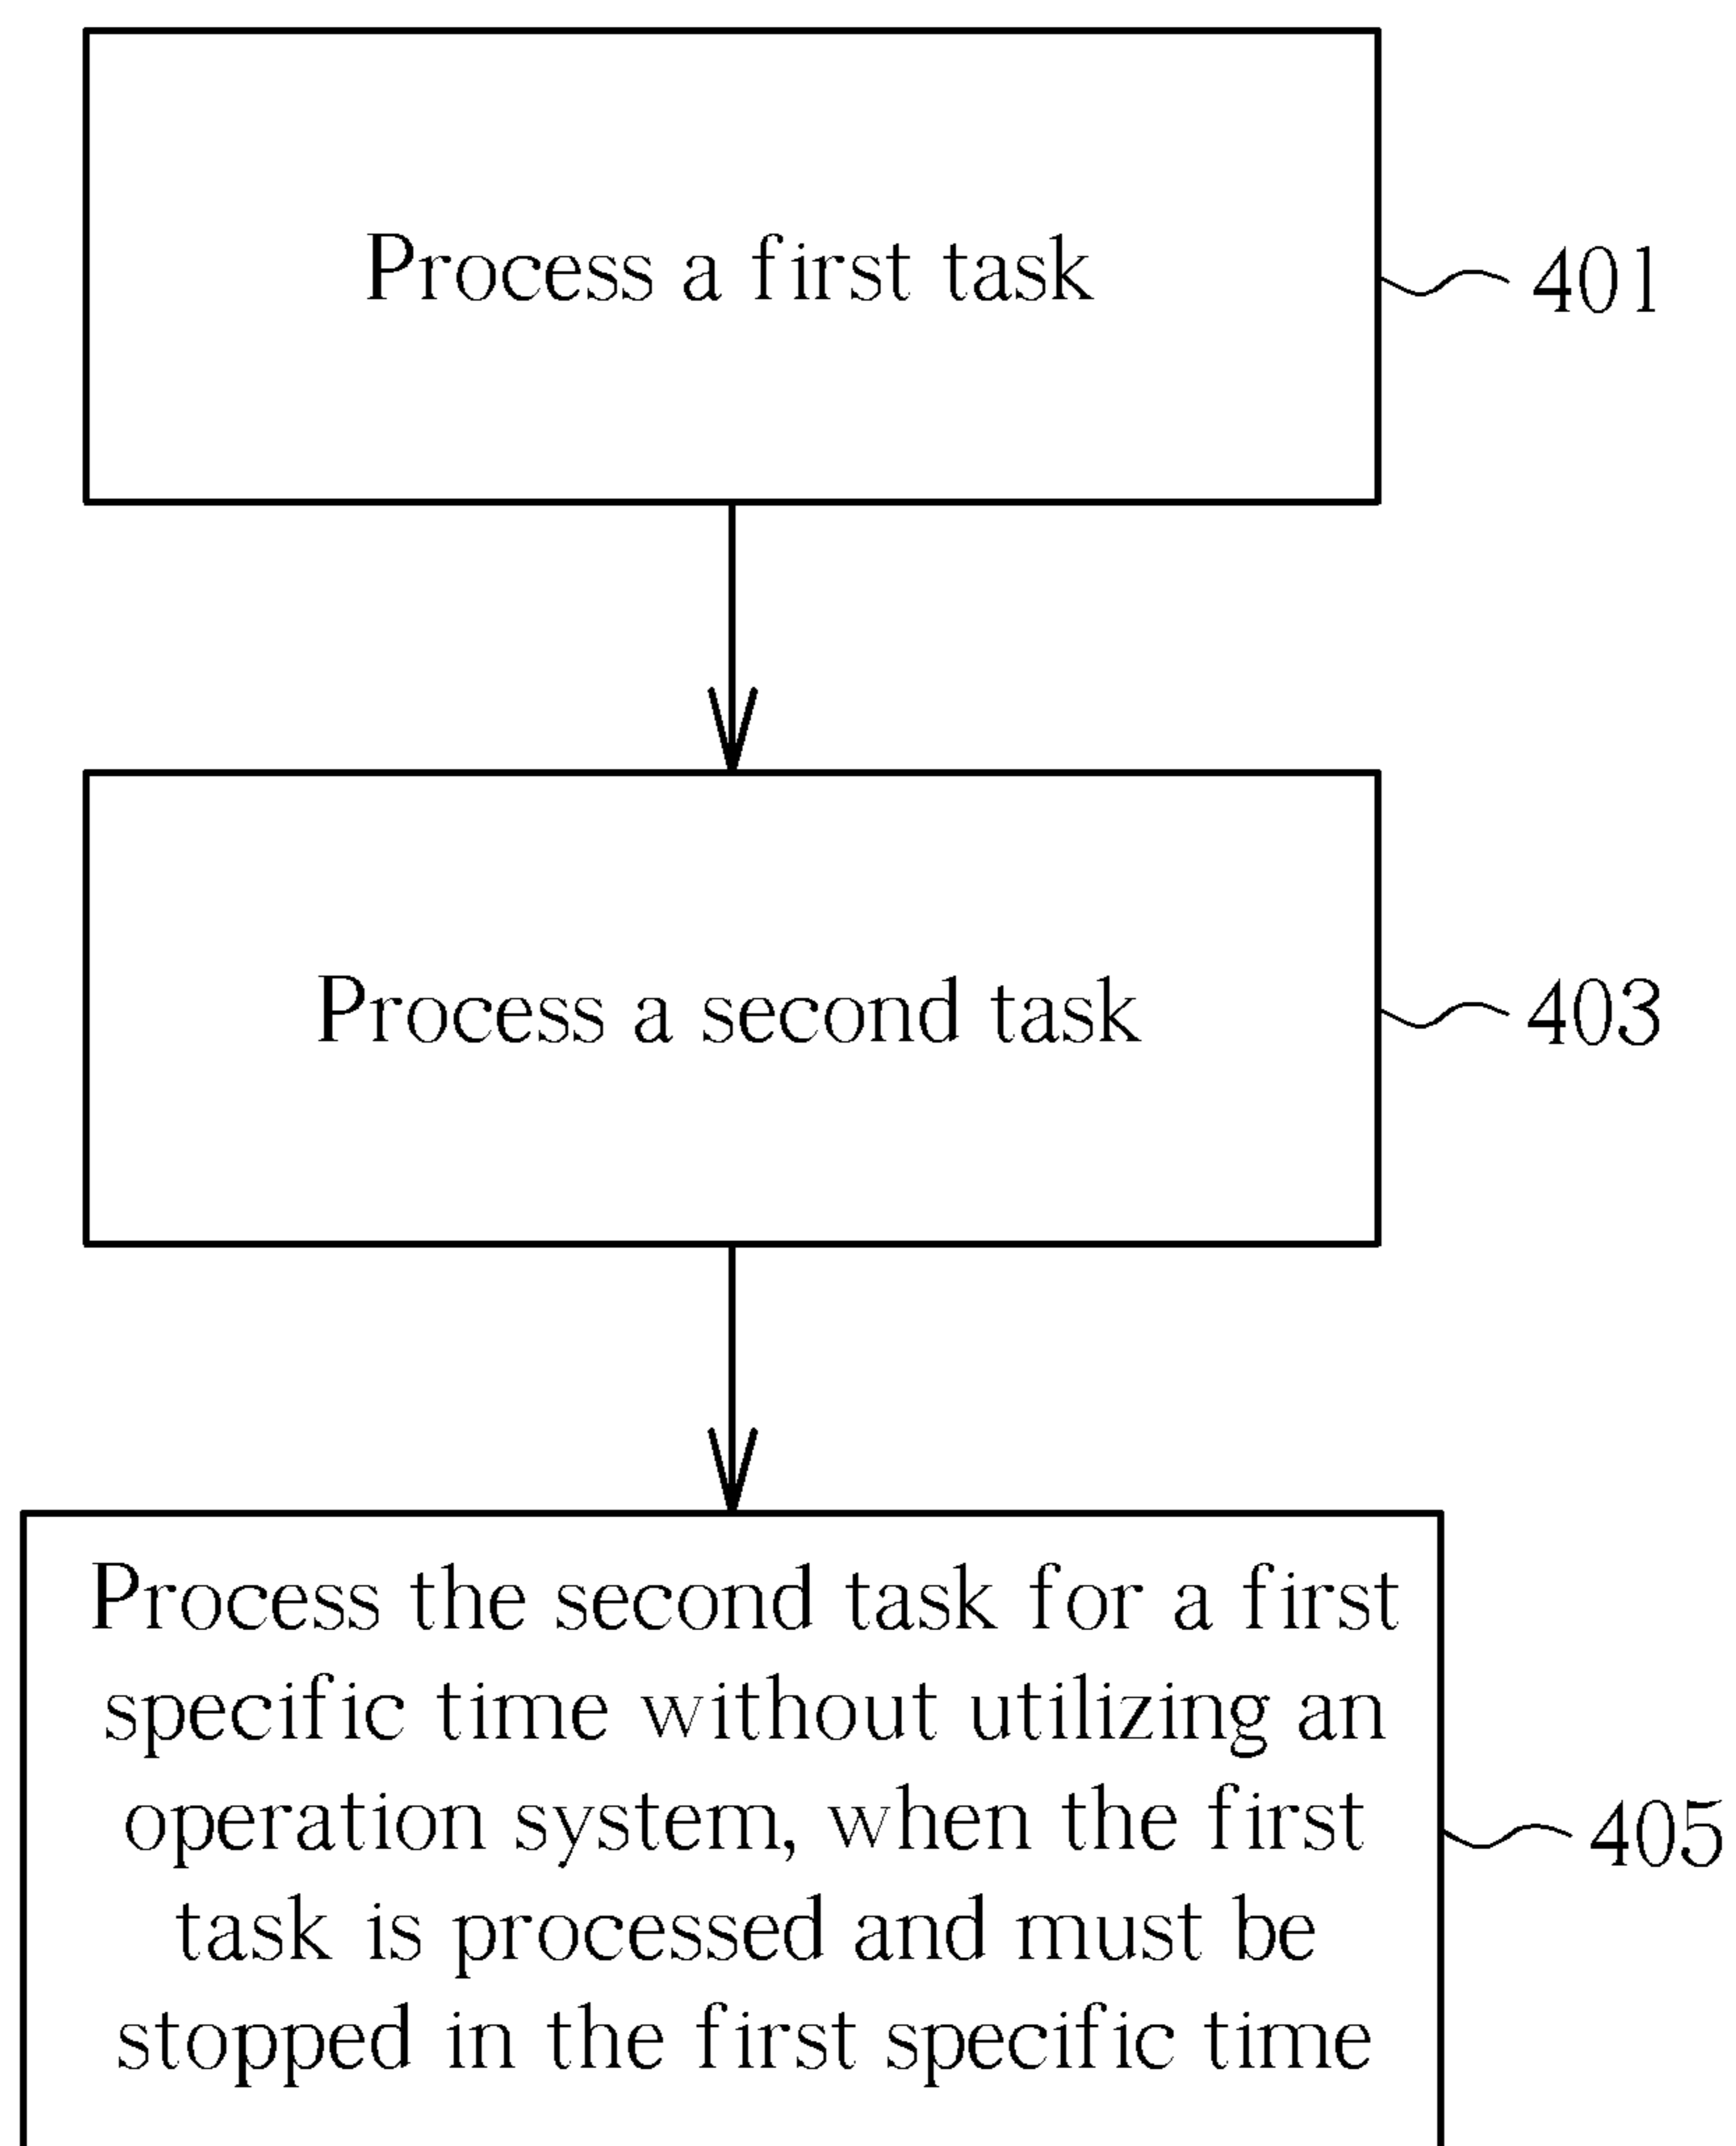 Process a first task
401
Process a second task
403
Process the second task for a first
specific time without utilizing an
operation system, when the first
task is processed and must be
stopped in the first specific time
405